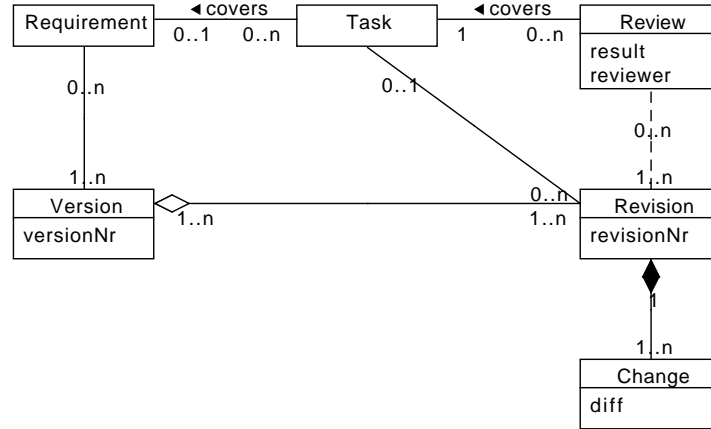 ◄ covers
◄ covers
Requirement
Task
Review
0..1
0..n
1
0..n
result
reviewer
0..n
0..1
0..n
1..n
1..n
0..n
Version
1..n
1..n
Revision
versionNr
revisionNr
1
1..n
Change
diff